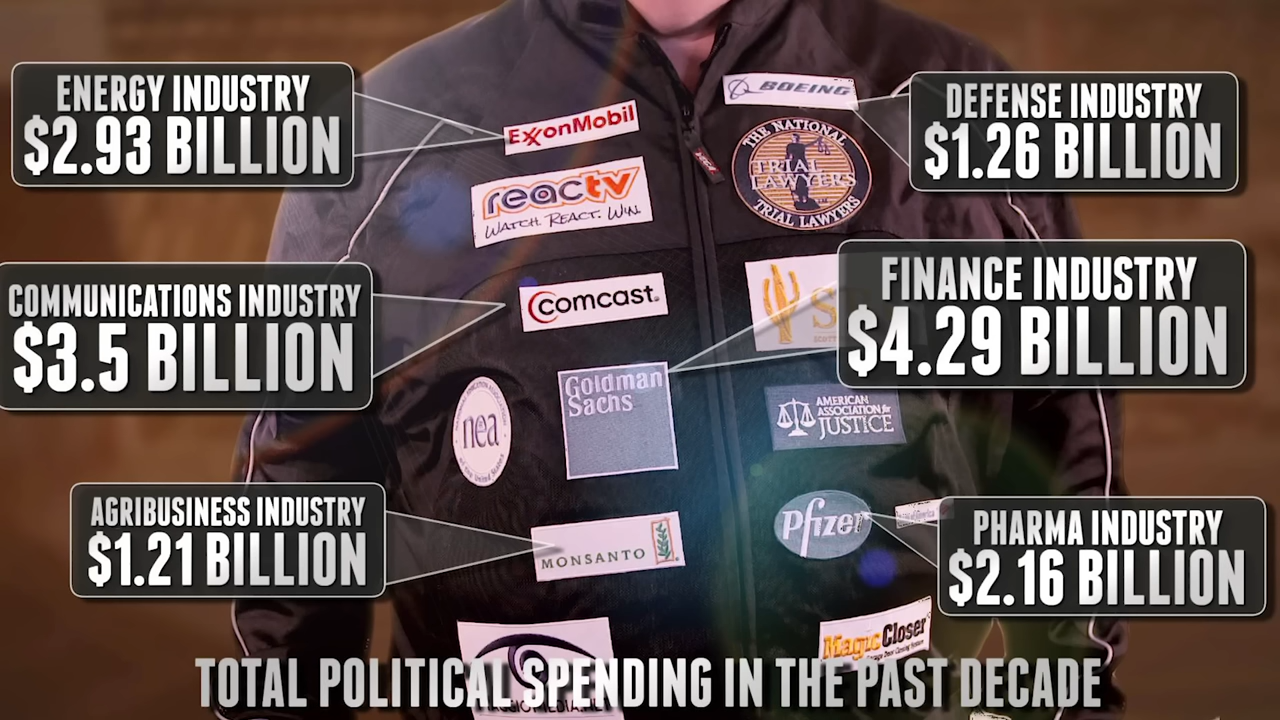 ENERGY INDUSTRY
$2.93 BILLION
ExxonMobil
BOEING
DEFENSE INDUSTRY
$1.26 BILLION
reacTV
WATCH. REACT. WIN.
THE NATIONAL
TRIAL
LAWYERS
TRIAL LAWYERS
COMMUNICATIONS INDUSTRY
$3.5 BILLION
Comcast
S
FINANCE INDUSTRY
$4.29 BILLION
Goldman
Sachs
nea
AMERICAN
ASSOCIATION for
JUSTICE
AGRIBUSINESS INDUSTRY
$1.21 BILLION
MONSANTO
Pfizer
PHARMA INDUSTRY
$2.16 BILLION
MagicCloser
TOTAL POLITICAL SPENDING IN THE PAST DECADE